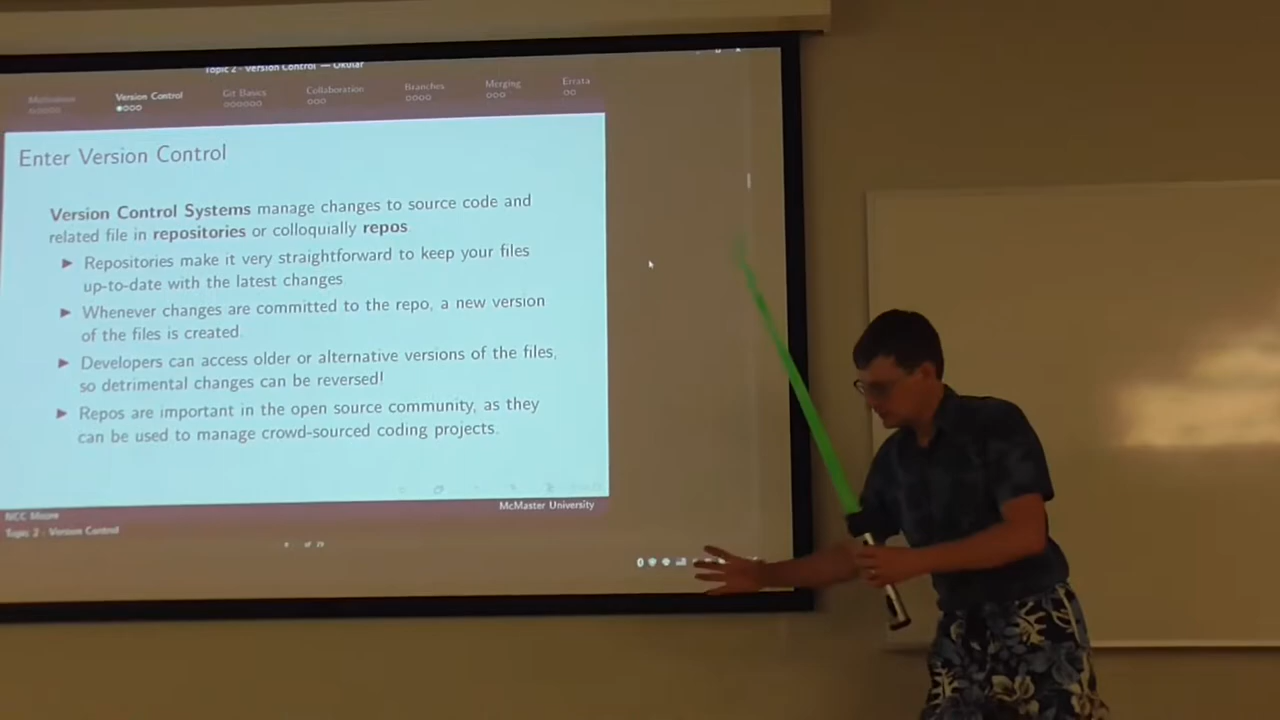 Topic 2 - Version Control — Okular
Motivation Version Control Git Basics Collaboration Branches Merging Errata
Enter Version Control
Version Control Systems manage changes to source code and
related file in repositories or colloquially repos.
▶ Repositories make it very straightforward to keep your files
up-to-date with the latest changes.
▶ Whenever changes are committed to the repo, a new version
of the files is created.
▶ Developers can access older or alternative versions of the files,
so detrimental changes can be reversed!
▶ Repos are important in the open source community, as they
can be used to manage crowd-sourced coding projects.
NCC Moore McMaster University
Topic 2 - Version Control